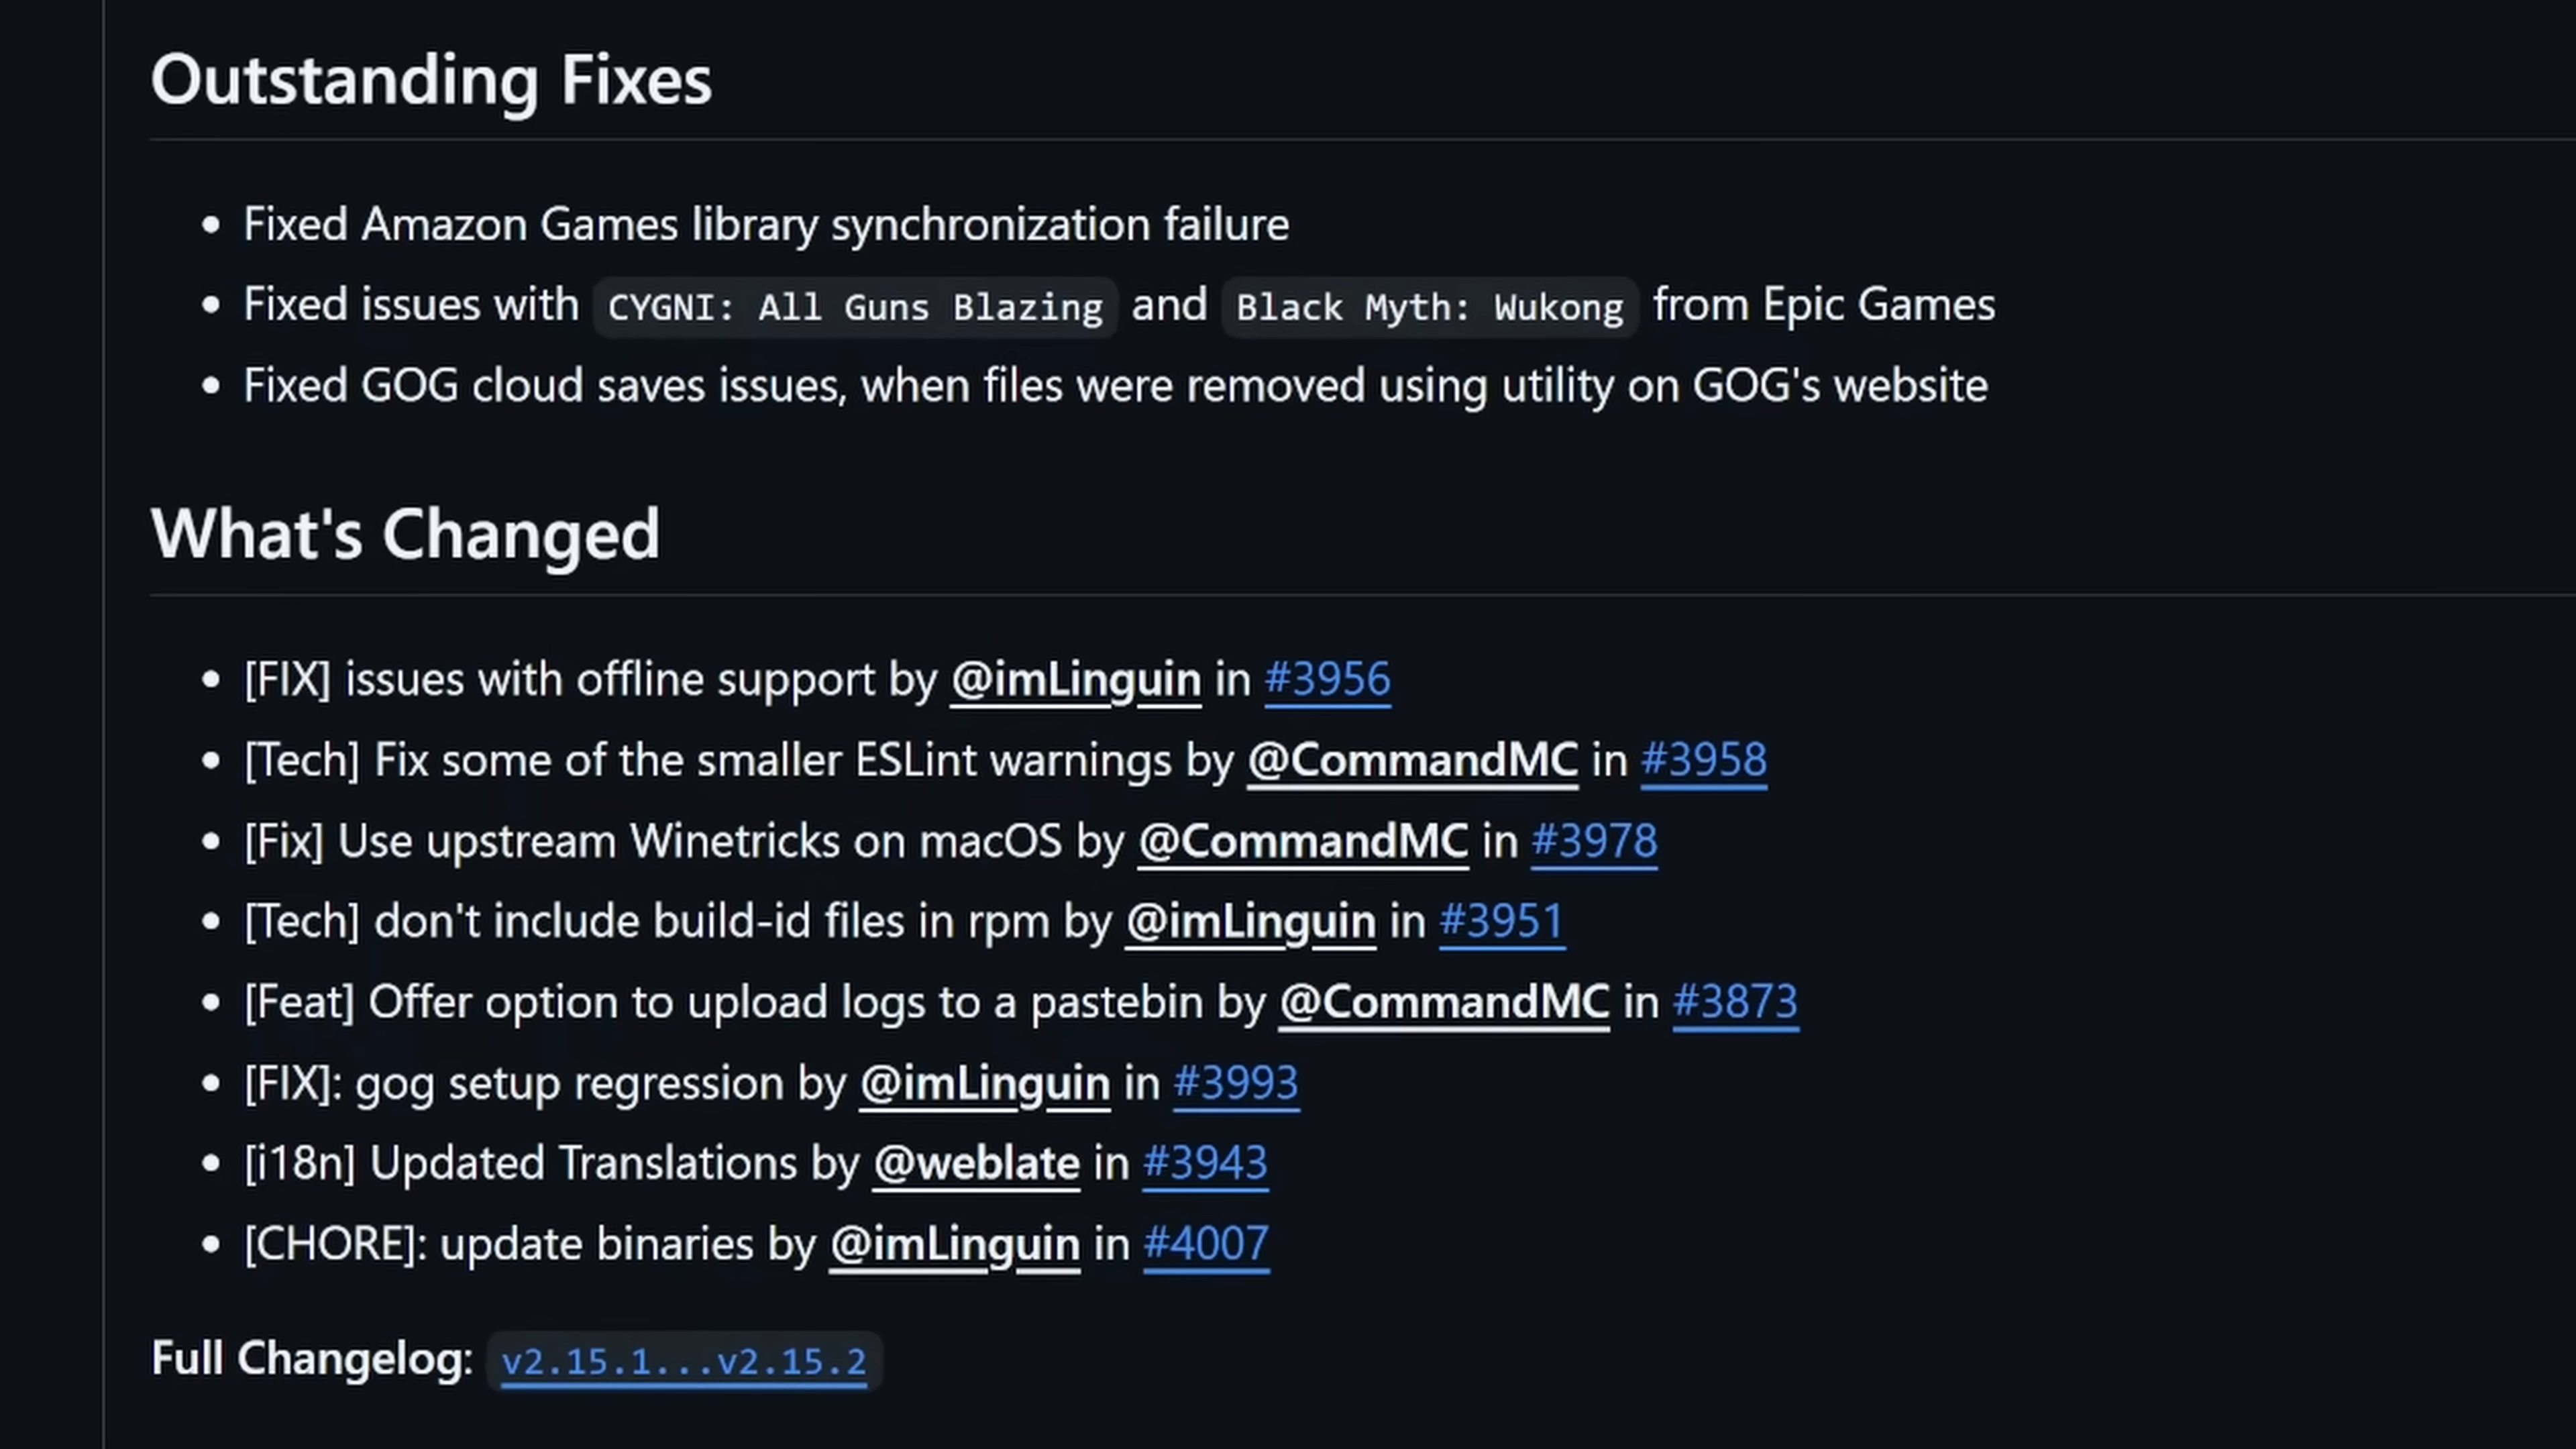 Outstanding Fixes
Fixed Amazon Games library synchronization failure
Fixed issues with CYGNI: All Guns Blazing and Black Myth: Wukong from Epic Games
Fixed GOG cloud saves issues, when files were removed using utility on GOG's website
What's Changed
[FIX] issues with offline support by @imLinguin in #3956
[Tech] Fix some of the smaller ESLint warnings by @CommandMC in #3958
[Fix] Use upstream Winetricks on macOS by @CommandMC in #3978
[Tech] don't include build-id files in rpm by @imLinguin in #3951
[Feat] Offer option to upload logs to a pastebin by @CommandMC in #3873
[FIX]: gog setup regression by @imLinguin in #3993
[i18n] Updated Translations by @weblate in #3943
[CHORE]: update binaries by @imLinguin in #4007
Full Changelog: v2.15.1...v2.15.2